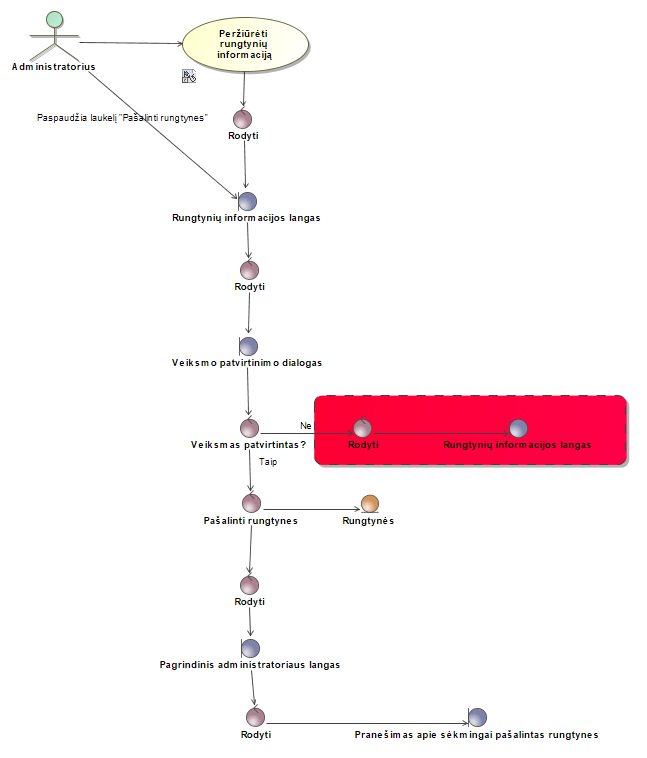 Peržiūrėti
rungtynių
informaciją
Administratorius
Paspaudžia laukelį "Pašalinti rungtynes"
Rodyti
Rungtynių informacijos langas
Rodyti
Veiksmo patvirtinimo dialogas
Ne
Veiksmas patvirtintas?
Rodyti
Rungtynių informacijos langas
Taip
Pašalinti rungtynes
Rungtynės
Rodyti
Pagrindinis administratoriaus langas
Rodyti
Pranešimas apie sėkmingai pašalintas rungtynes